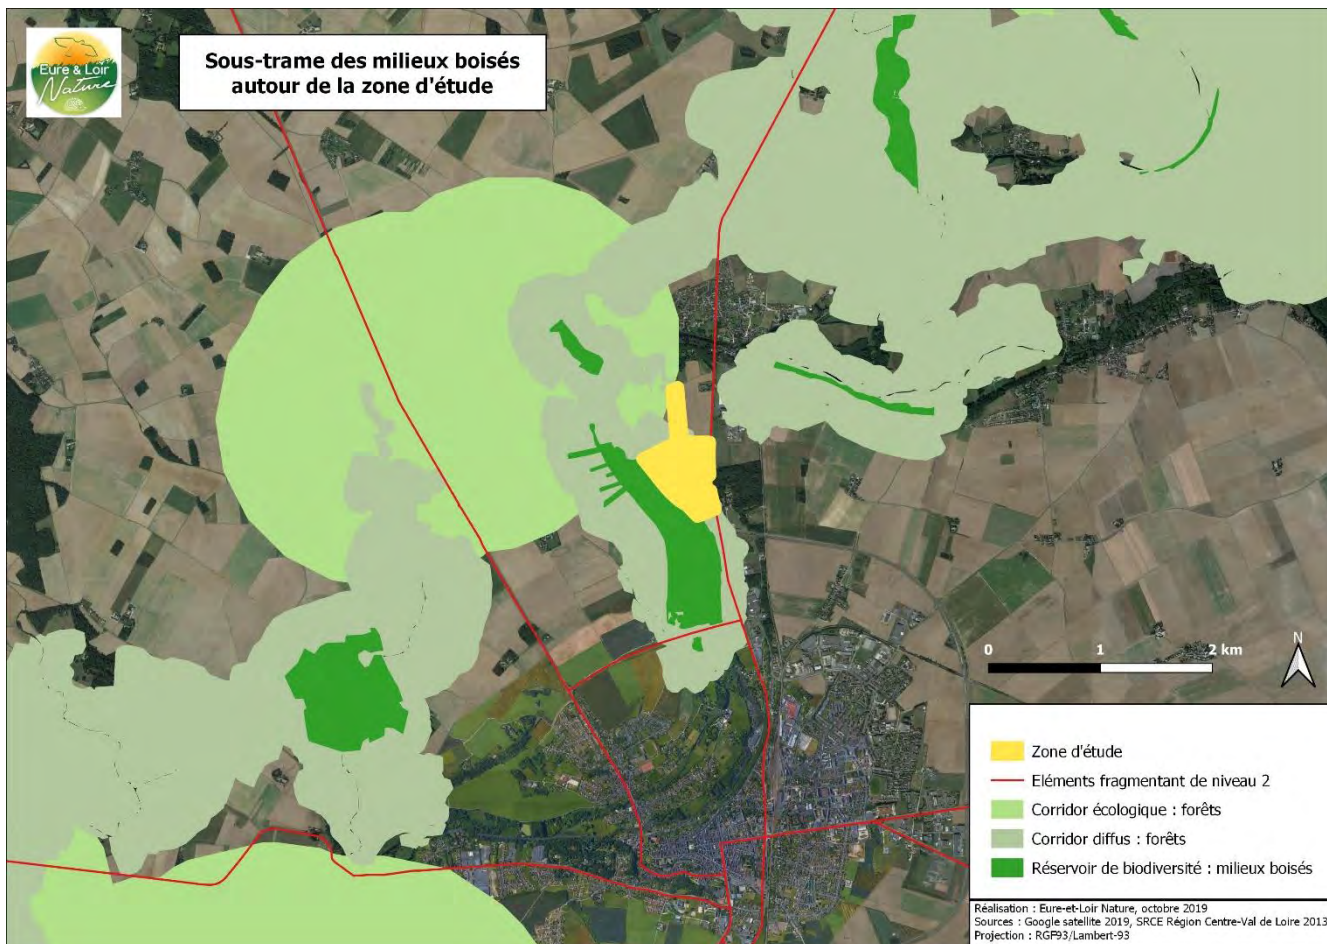 Eure & Loir
Nature
Sous-trame des milieux boisés
autour de la zone d'étude
0 1 2 km
N
Zone d'étude
Eléments fragmentant de niveau 2
Corridor écologique : forêts
Corridor diffus : forêts
Réservoir de biodiversité : milieux boisés
Réalisation : Eure-et-Loir Nature, octobre 2019
Sources : Google satellite 2019, SRCE Région Centre-Val de Loire 2013
Projection : RGF93/Lambert-93